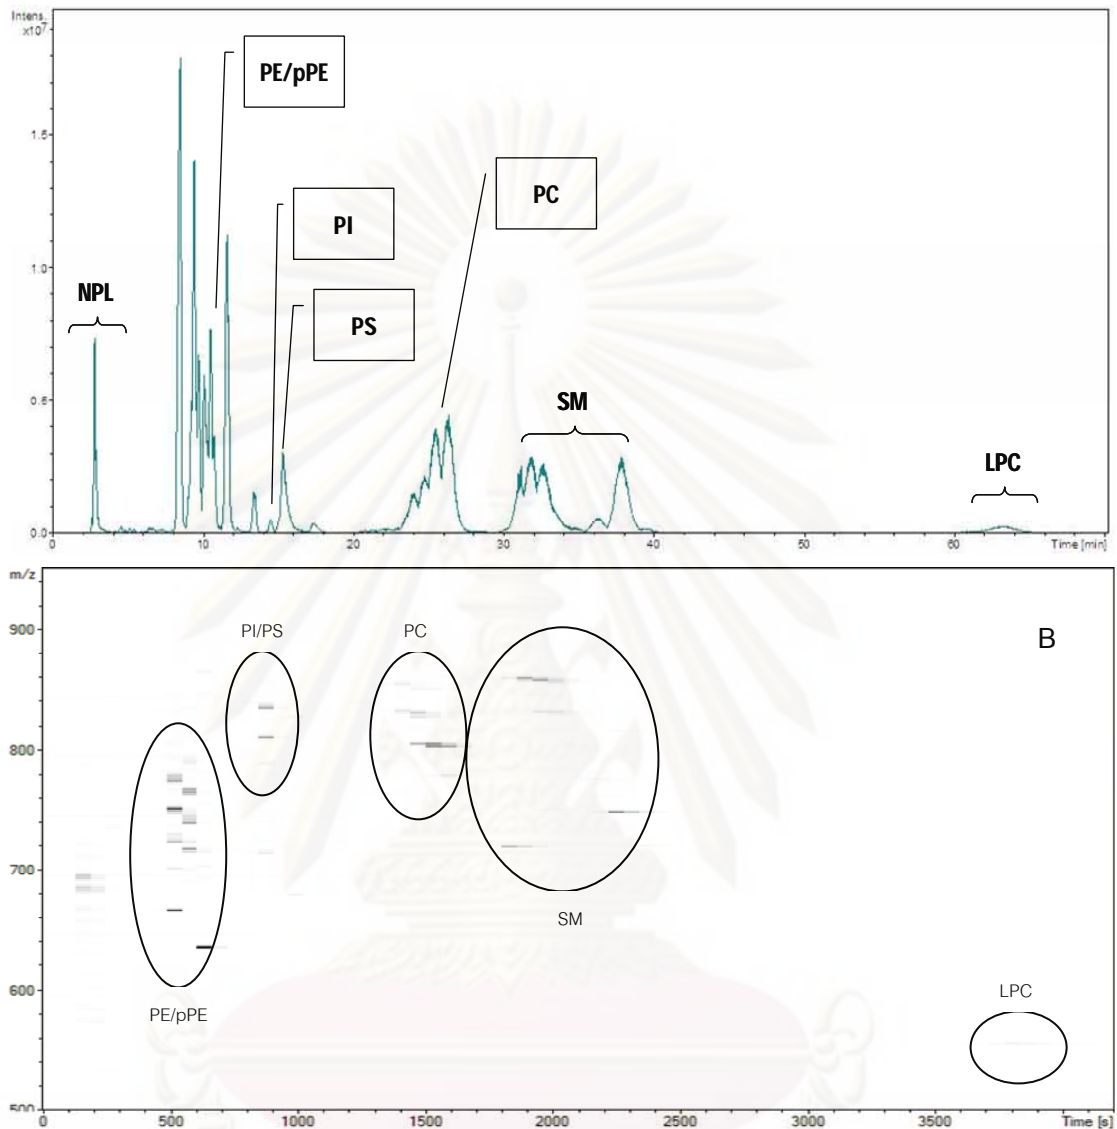 Intens.
x10⁷
PE/pPE
1.5
PC
PI
1.0
NPL
PS
0.5
SM
LPC
0.0
0 10 20 30 40 50 60 Time [min]
m/z
900
PI/PS PC B
800
700
SM
600
LPC
PE/pPE
500
0 500 1000 1500 2000 2500 3000 3500 Time [s]